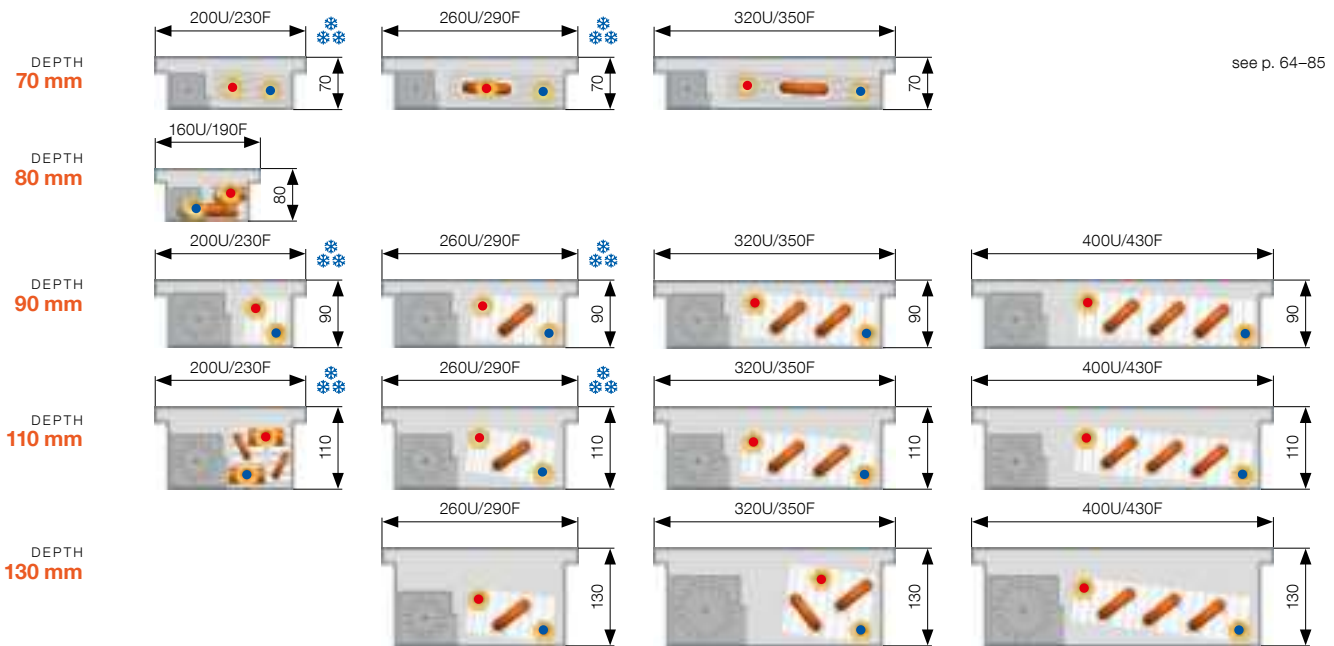 200U/230F 260U/290F 320U/350F
DEPTH
70 mm
70 70 70
see p. 64–85
160U/190F
DEPTH
80 mm
80
200U/230F 260U/290F 320U/350F 400U/430F
DEPTH
90 mm
90 90 90 90
200U/230F 260U/290F 320U/350F 400U/430F
DEPTH
110 mm
110 110 110 110
260U/290F 320U/350F 400U/430F
DEPTH
130 mm
130 130 130